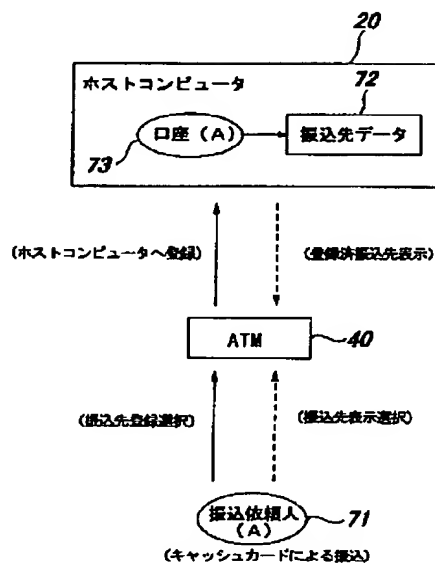 20
ホストコンピュータ
72
口座（A）
振込先データ
73
（ホストコンピュータへ登録）
（登録済振込先表示）
ATM
40
（振込先登録選択）
（振込先表示選択）
振込依頼人
（A）
71
（キャッシュカードによる振込）